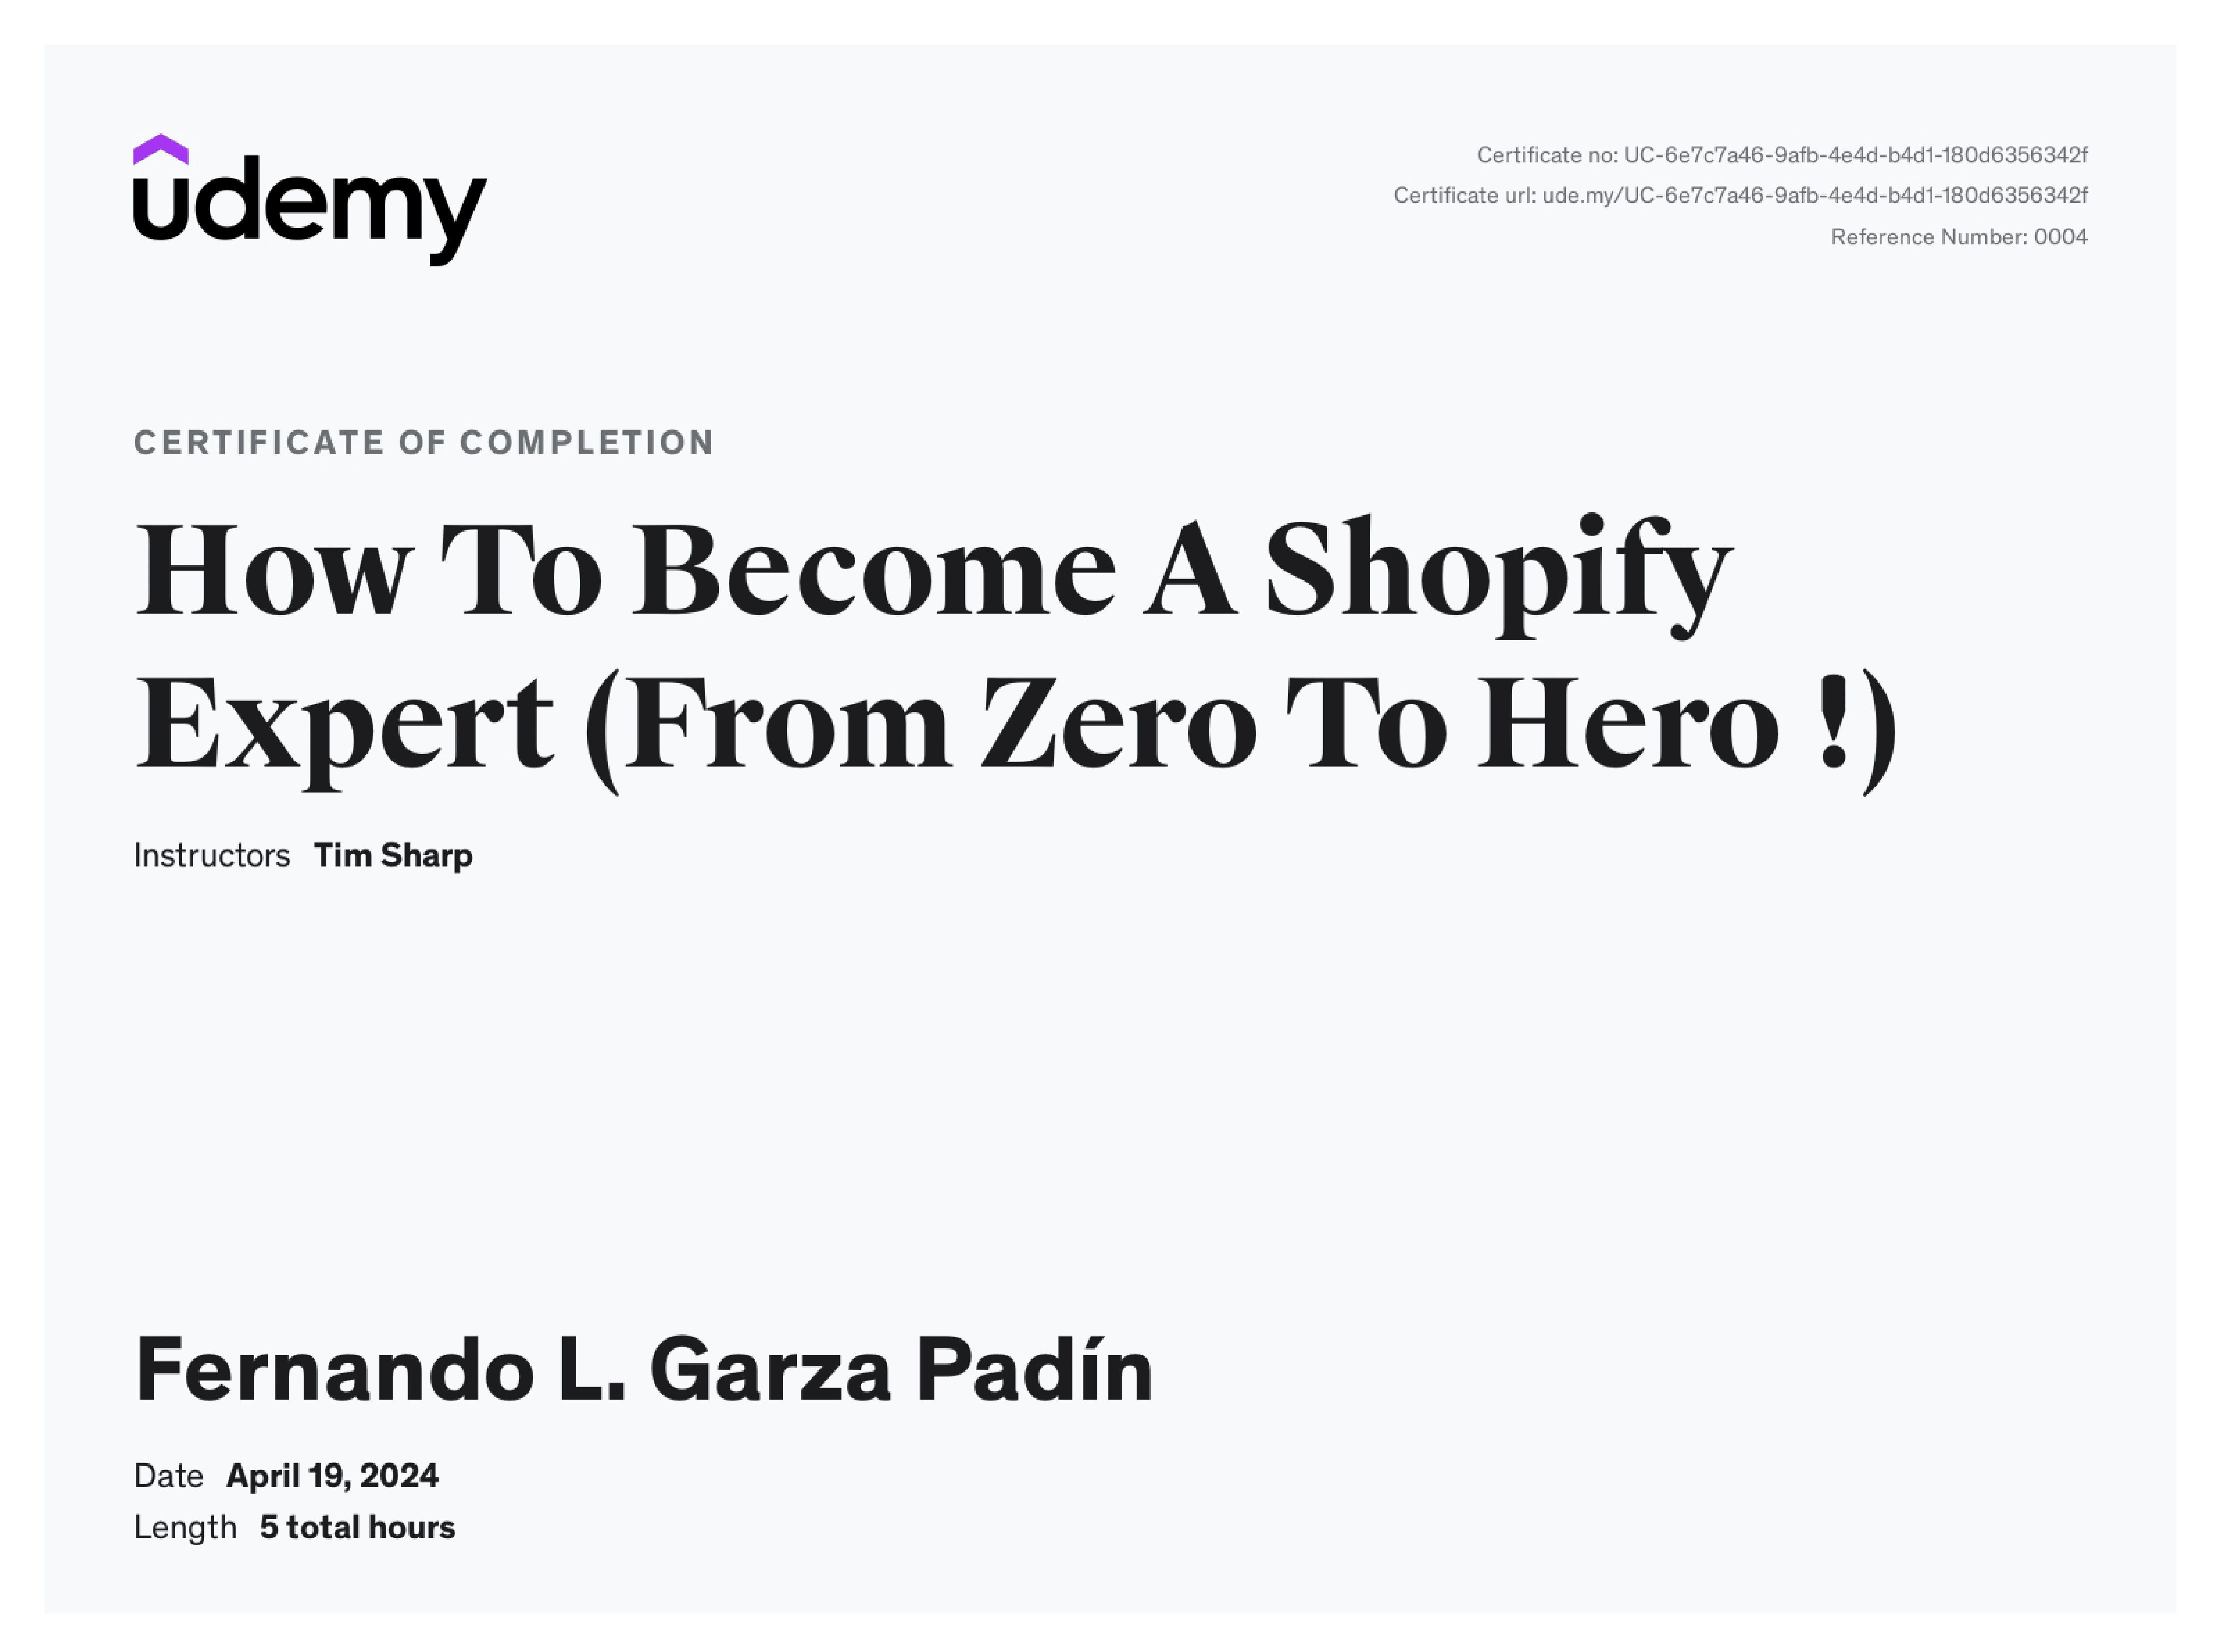 udemy
Certificate no: UC-6e7c7a46-9afb-4e4d-b4d1-180d6356342f
Certificate url: ude.my/UC-6e7c7a46-9afb-4e4d-b4d1-180d6356342f
Reference Number: 0004
CERTIFICATE OF COMPLETION
How To Become A Shopify
Expert (From Zero To Hero !)
Instructors Tim Sharp
Fernando L. Garza Padín
Date April 19, 2024
Length 5 total hours